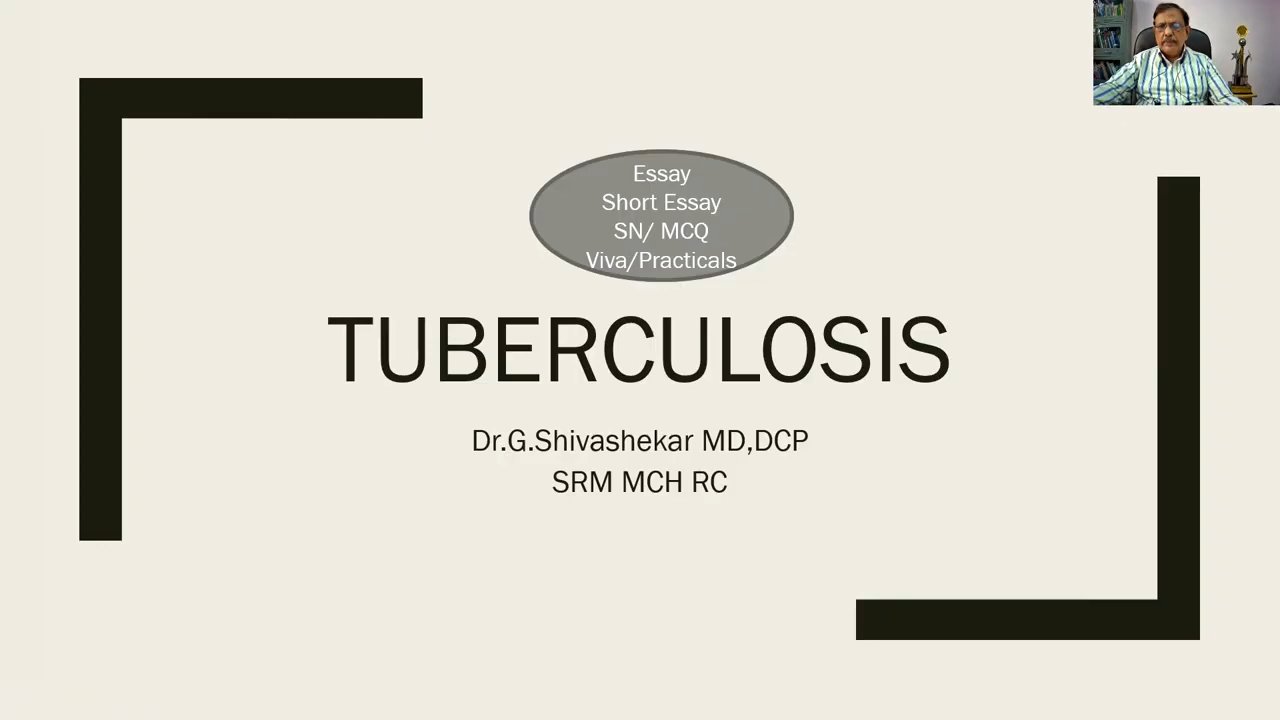 Essay
Short Essay
SN/ MCQ
Viva/Practicals
TUBERCULOSIS
Dr.G.Shivashekar MD,DCP
SRM MCH RC